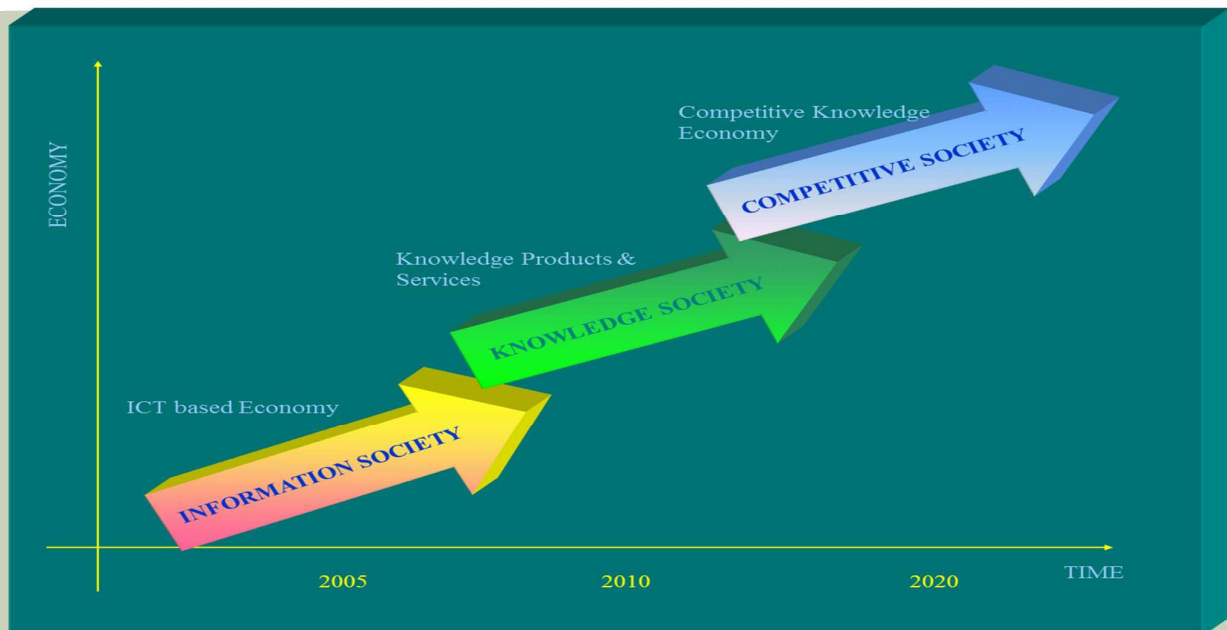 Competitive Knowledge
Economy
COMPETITIVE SOCIETY
ECONOMY
Knowledge Products &
Services
KNOWLEDGE SOCIETY
ICT based Economy
INFORMATION SOCIETY
2005
2010
2020
TIME